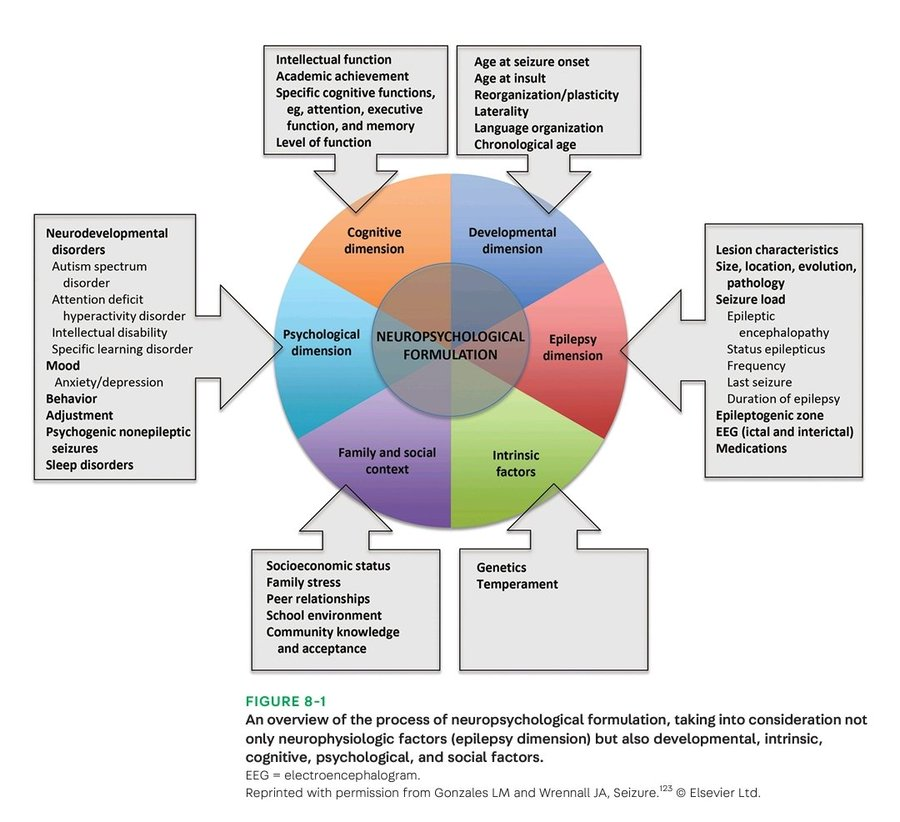 Intellectual function
Academic achievement
Specific cognitive functions,
eg, attention, executive
function, and memory
Level of function
Age at seizure onset
Age at insult
Reorganization/plasticity
Laterality
Language organization
Chronological age
Neurodevelopmental
disorders
Autism spectrum
disorder
Attention deficit
hyperactivity disorder
Intellectual disability
Specific learning disorder
Mood
Anxiety/depression
Behavior
Adjustment
Psychogenic nonepileptic
seizures
Sleep disorders
Cognitive
dimension
Developmental
dimension
Psychological
dimension
NEUROPSYCHOLOGICAL
FORMULATION
Epilepsy
dimension
Family and social
context
Intrinsic
factors
Lesion characteristics
Size, location, evolution,
pathology
Seizure load
Epileptic
encephalopathy
Status epilepticus
Frequency
Last seizure
Duration of epilepsy
Epileptogenic zone
EEG (ictal and interictal)
Medications
Socioeconomic status
Family stress
Peer relationships
School environment
Community knowledge
and acceptance
Genetics
Temperament
FIGURE 8-1
An overview of the process of neuropsychological formulation, taking into consideration not
only neurophysiologic factors (epilepsy dimension) but also developmental, intrinsic,
cognitive, psychological, and social factors.
EEG = electroencephalogram.
Reprinted with permission from Gonzales LM and Wrennall JA, Seizure.123 © Elsevier Ltd.